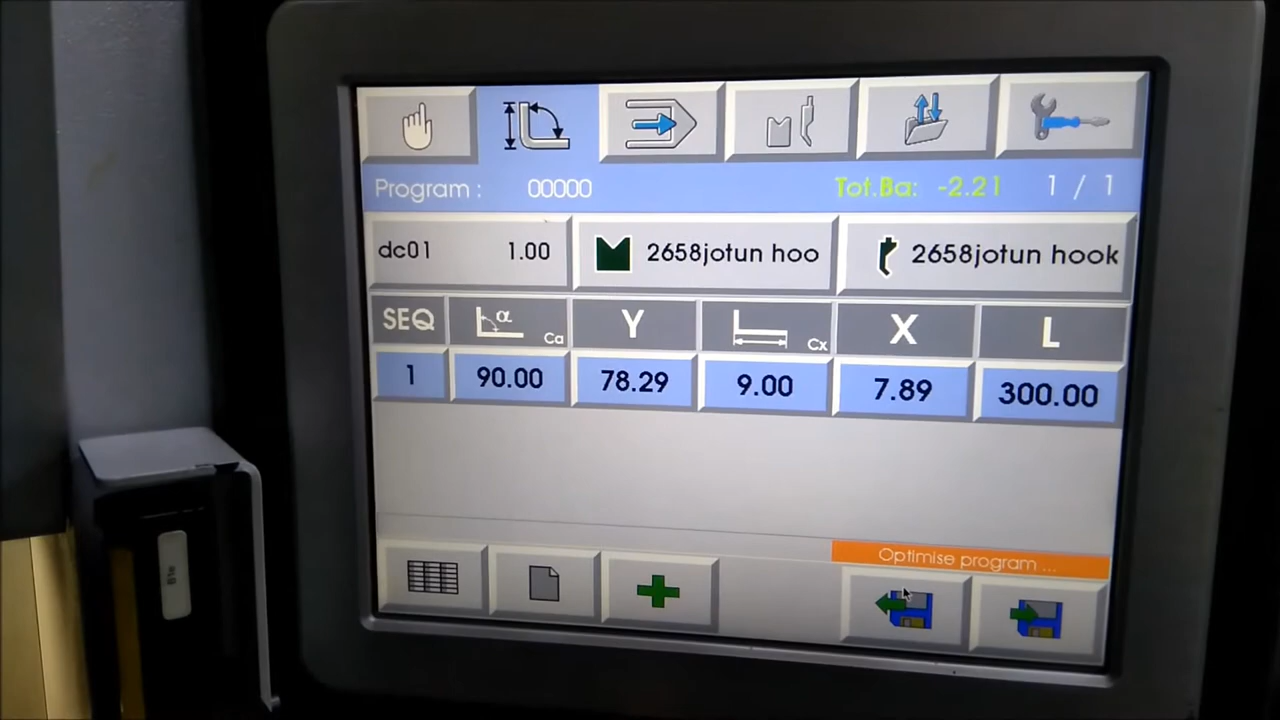 Program : 00000 Tot.Ba: -2.21 1 / 1
dc01 1.00 2658jotun hoo 2658jotun hook
SEQ α Ca Y Cx X L
1 90.00 78.29 9.00 7.89 300.00
Optimise program ...